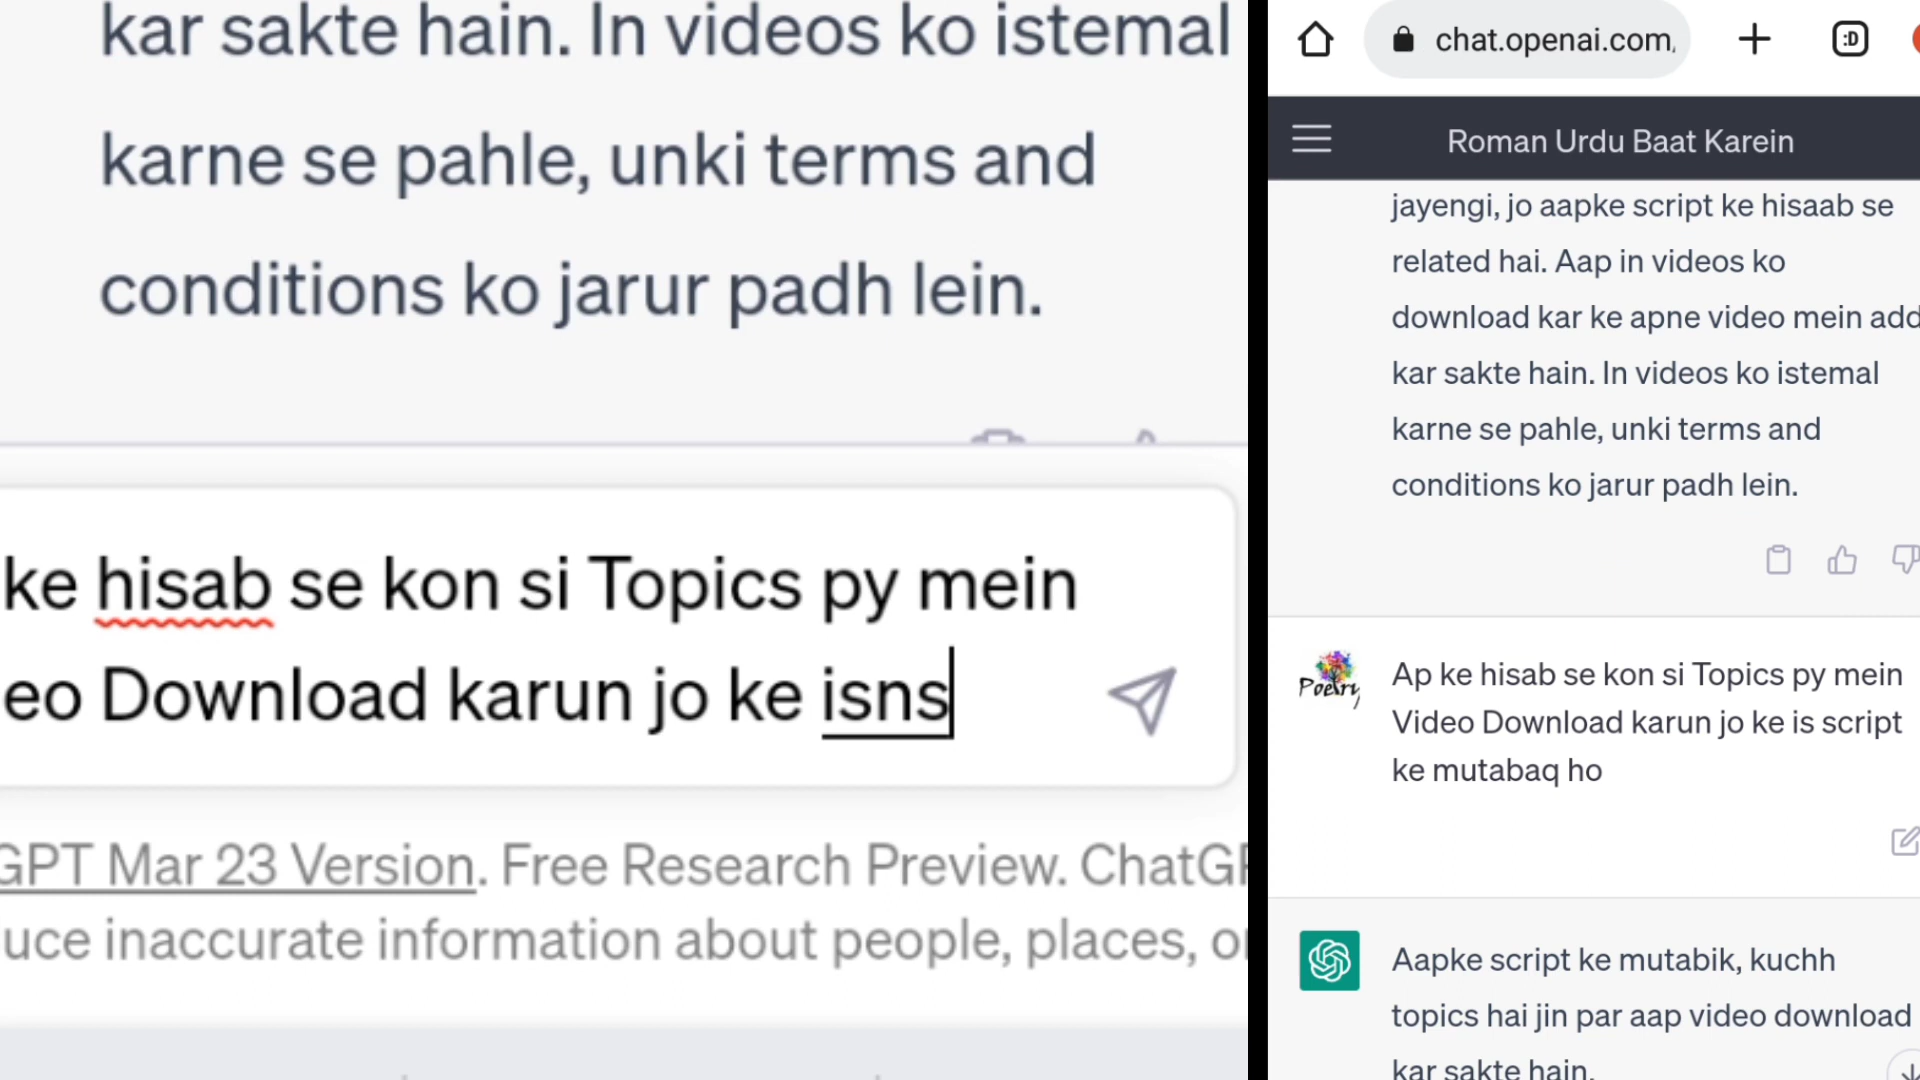 kar sakte hain. In videos ko istemal
karne se pahle, unki terms and
conditions ko jarur padh lein.
ke hisab se kon si Topics py mein
eo Download karun jo ke isns
GPT Mar 23 Version. Free Research Preview. ChatG
uce inaccurate information about people, places, o
chat.openai.com
:D
Roman Urdu Baat Karein
jayengi, jo aapke script ke hisaab se
related hai. Aap in videos ko
download kar ke apne video mein add
kar sakte hain. In videos ko istemal
karne se pahle, unki terms and
conditions ko jarur padh lein.
Poetry
Ap ke hisab se kon si Topics py mein
Video Download karun jo ke is script
ke mutabaq ho
Aapke script ke mutabik, kuchh
topics hai jin par aap video download
kar sakte hain.